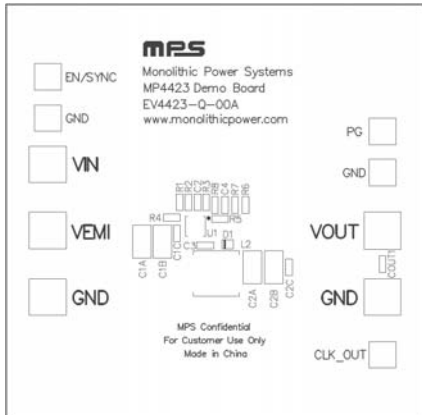 mps
Monolithic Power Systems
MP4423 Demo Board
EV4423-Q-00A
www.monolithicpower.com
EN/SYNC
GND
VIN
VEMI
GND
PG
GND
VOUT
COUT1
GND
CLK_OUT
R1
R2
C2
R3
R8
C4
R7
R6
R4
R5
U1
D1
C3
L2
C1A
C1B
C2A
C2B
C2C
MPS Confidential
For Customer Use Only
Made in China